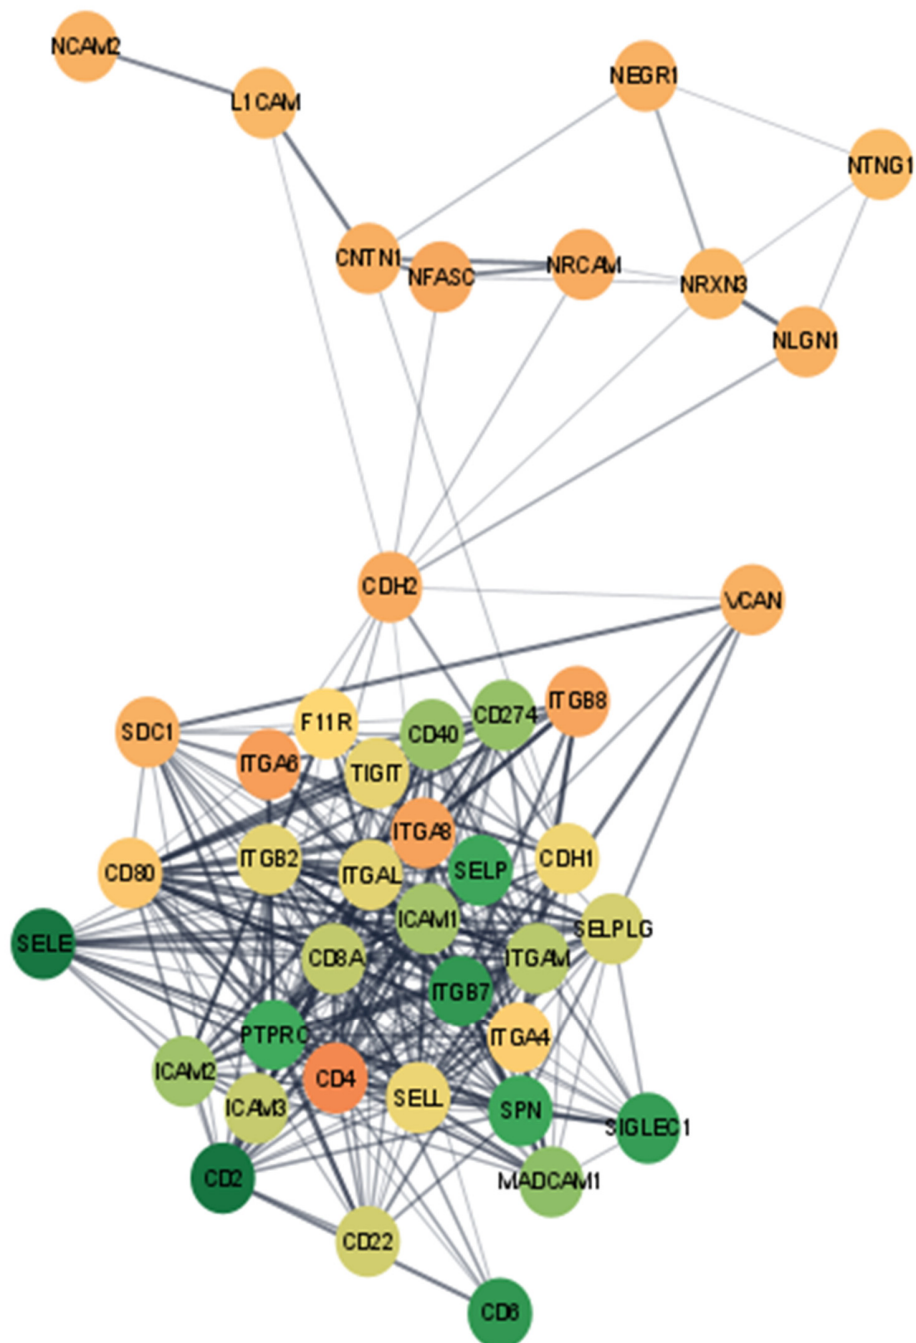 NCAM2
NEGR1
L1CAM
NTNG1
CNTN1
NFASC
NRCAM
NRXN3
NLGN1
CDH2
VCAN
ITGB8
CD274
F11R
SDC1
CD40
ITGA6
TIGIT
ITGA8
CDH1
ITGB2
SELP
CD80
ITGAL
ICAM1
SELPLG
SELE
CD8A
ITGAM
ITGB7
PTPRC
ITGA4
ICAM2
CD4
SELL
ICAM3
SPN
SIGLEC1
CD2
MADCAM1
CD22
CD6